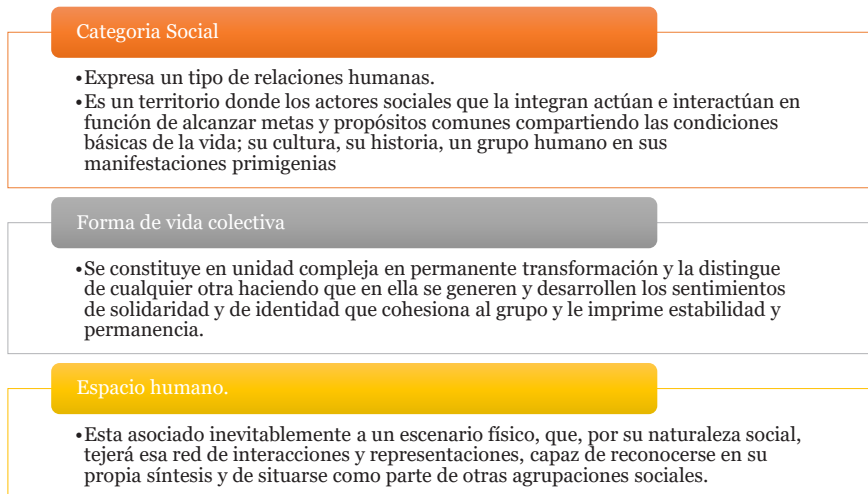 Categoria Social
•Expresa un tipo de relaciones humanas.
•Es un territorio donde los actores sociales que la integran actúan e interactúan en
función de alcanzar metas y propósitos comunes compartiendo las condiciones
básicas de la vida; su cultura, su historia, un grupo humano en sus
manifestaciones primigenias
Forma de vida colectiva
•Se constituye en unidad compleja en permanente transformación y la distingue
de cualquier otra haciendo que en ella se generen y desarrollen los sentimientos
de solidaridad y de identidad que cohesiona al grupo y le imprime estabilidad y
permanencia.
Espacio humano.
•Esta asociado inevitablemente a un escenario físico, que, por su naturaleza social,
tejerá esa red de interacciones y representaciones, capaz de reconocerse en su
propia síntesis y de situarse como parte de otras agrupaciones sociales.